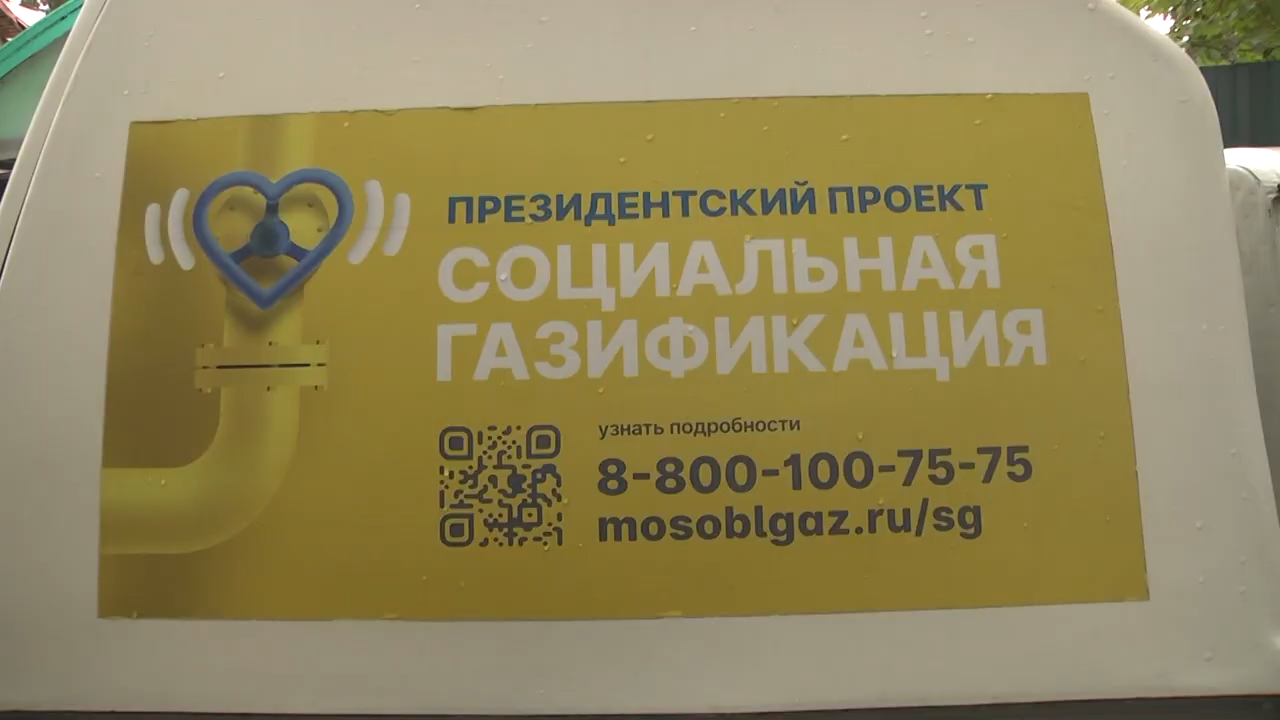 ПРЕЗИДЕНТСКИЙ ПРОЕКТ
СОЦИАЛЬНАЯ
ГАЗИФИКАЦИЯ
узнать подробности
8-800-100-75-75
mosoblgaz.ru/sg